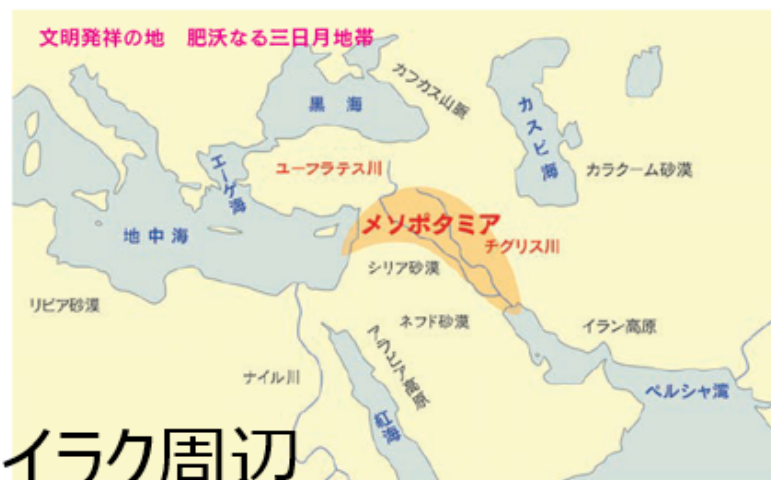 文明発祥の地 肥沃なる三日月地帯
カフカス山脈
黒海
カスピ海
エーゲ海
ユーフラテス川
カラクーム砂漠
メソポタミア
チグリス川
地中海
シリア砂漠
リビア砂漠
ネフド砂漠
イラン高原
アラビア高原
ナイル川
ペルシャ湾
紅海
イラク周辺